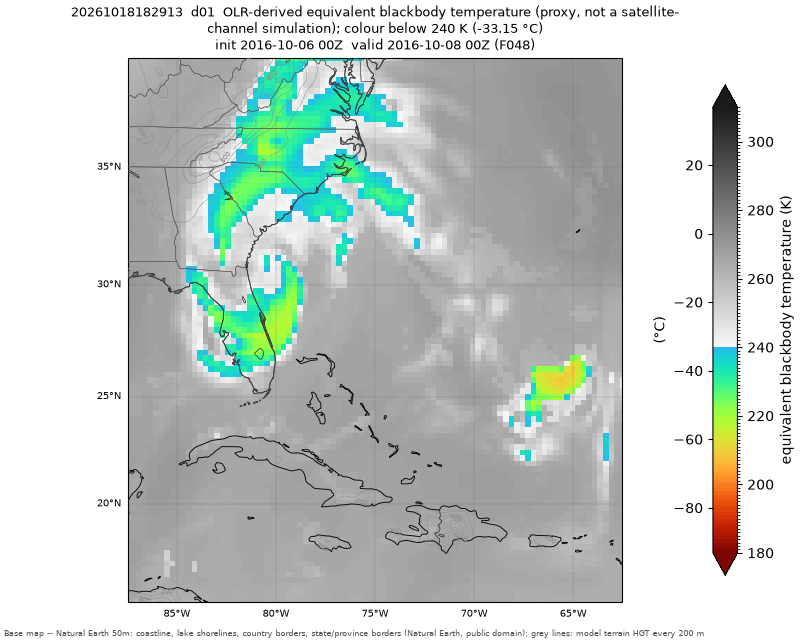 20261018182913 d01 OLR-derived equivalent blackbody temperature (proxy, not a satellite-
channel simulation); colour below 240 K (-33.15 °C)
init 2016-10-06 00Z valid 2016-10-08 00Z (F048)
35°N
30°N
25°N
20°N
85°W
80°W
75°W
70°W
65°W
20
0
−20
−40
−60
−80
(°C)
300
280
260
240
220
200
180
equivalent blackbody temperature (K)
Base map -- Natural Earth 50m: coastline, lake shorelines, country borders, state/province borders (Natural Earth, public domain); grey lines: model terrain HGT every 200 m